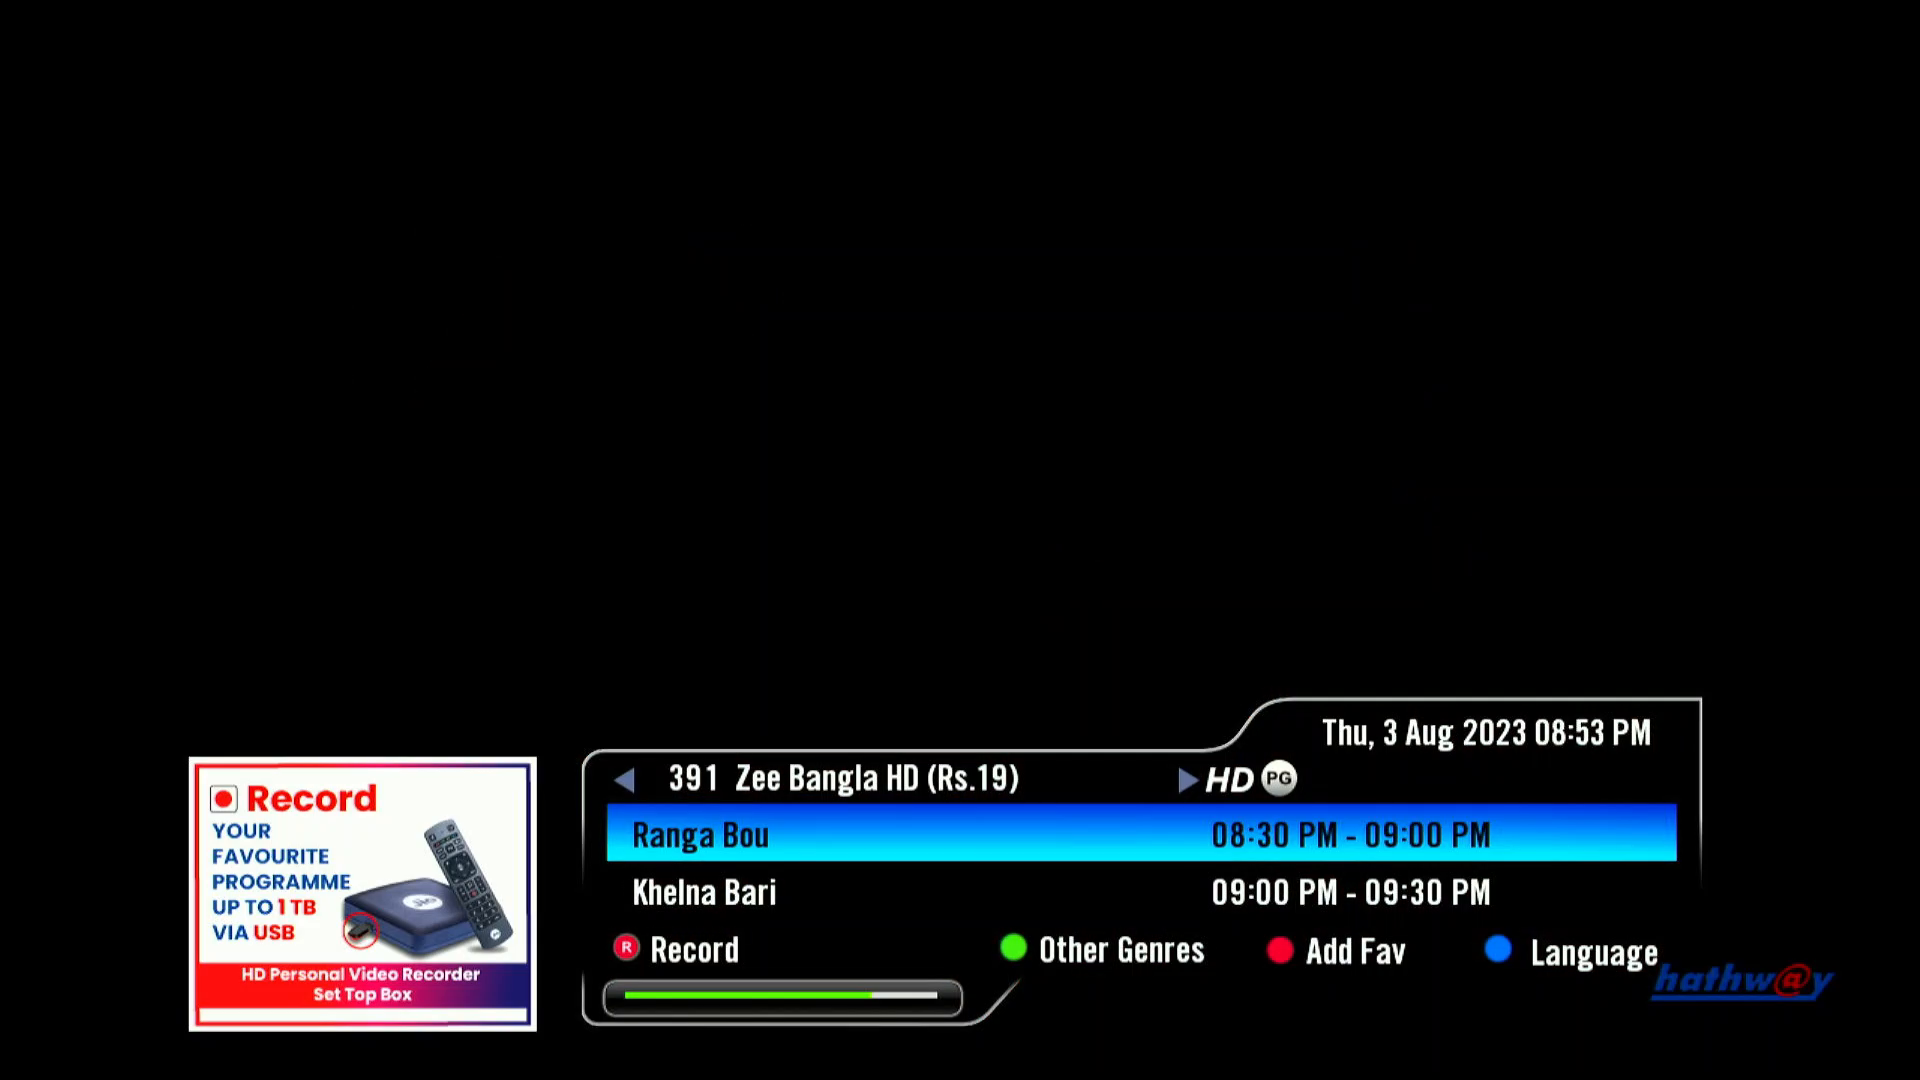 Thu, 3 Aug 2023 08:53 PM
391 Zee Bangla HD (Rs.19) HD PG
Ranga Bou 08:30 PM - 09:00 PM
Khelna Bari 09:00 PM - 09:30 PM
R Record Other Genres Add Fav Language
hathw@y
Record
YOUR
FAVOURITE
PROGRAMME
UP TO 1 TB
VIA USB
HD Personal Video Recorder
Set Top Box